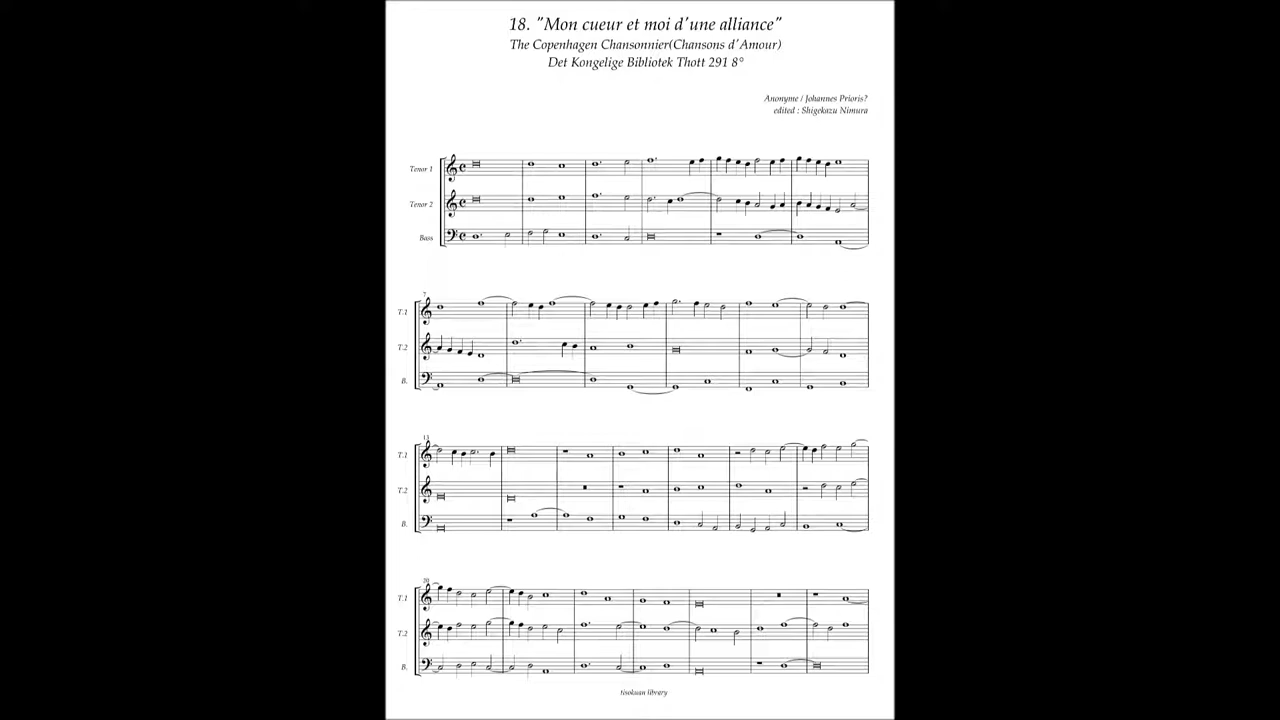 18. "Mon cueur et moi d'une alliance"
The Copenhagen Chansonnier(Chansons d'Amour)
Det Kongelige Bibliotek Thott 291 8°
Anonyme / Johannes Prioris?
edited : Shigekazu Nimura
Tenor 1
Tenor 2
Bass
7
T.1
T.2
B.
13
T.1
T.2
B.
20
T.1
T.2
B.
tisokuan library